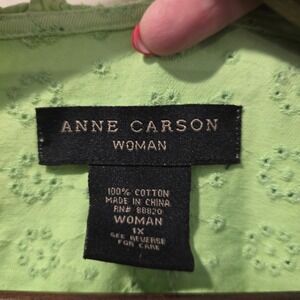 ANNE CARSON
WOMAN
100% COTTON
MADE IN CHINA
RN# 88820
WOMAN
1X
SEE REVERSE
FOR CARE